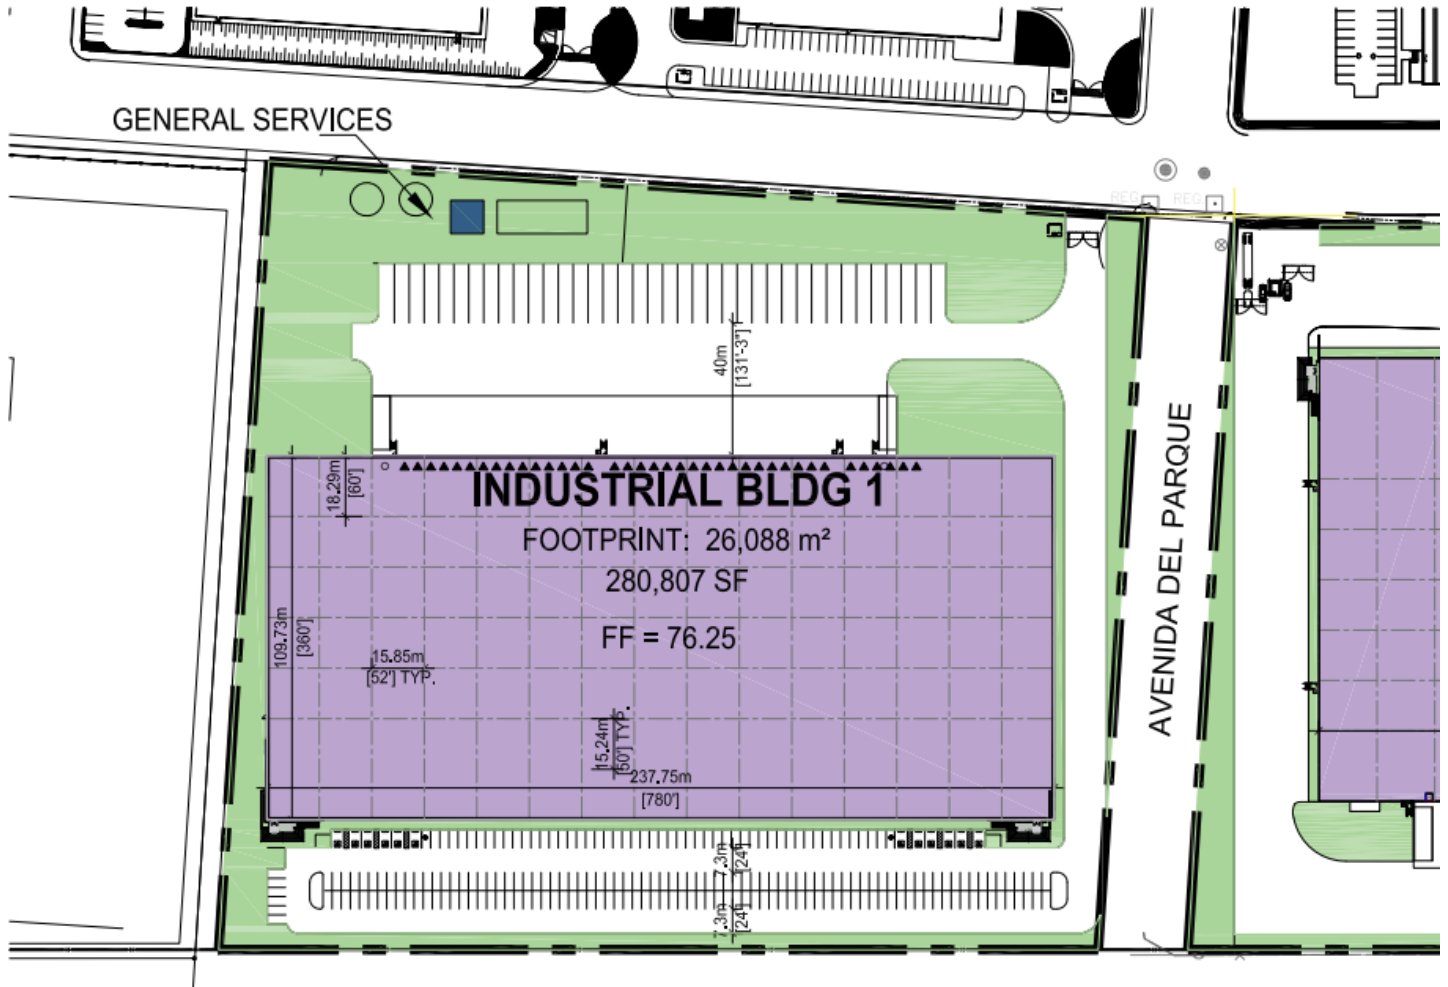 GENERAL SERVICES
REG.
REG.
40m
[131'-3"]
18.29m
[60']
INDUSTRIAL BLDG 1
FOOTPRINT: 26,088 m²
280,807 SF
FF = 76.25
109.73m
[360']
15.85m
[52'] TYP.
15.24m
[50'] TYP.
237.75m
[780']
7.3m
[24']
7.3m
[24']
AVENIDA DEL PARQUE